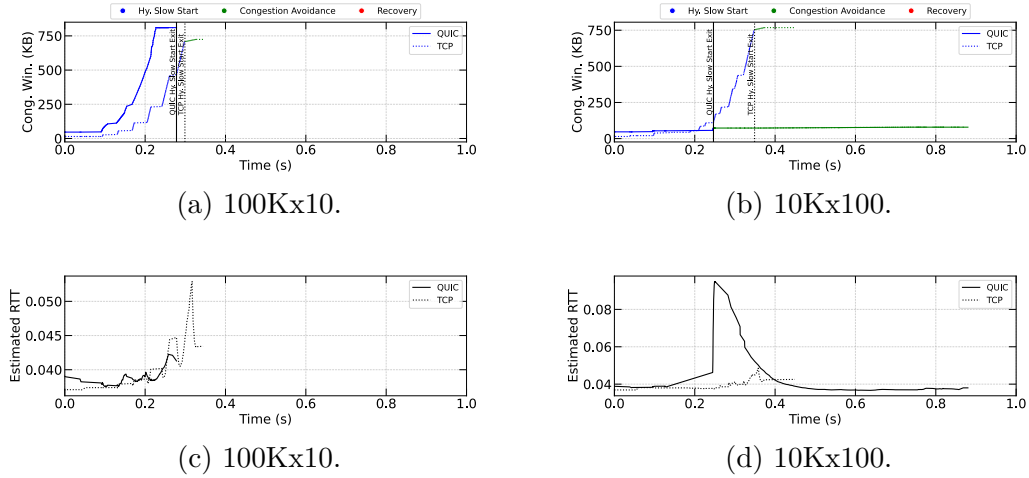 Hy. Slow Start Congestion Avoidance Recovery
Cong. Win. (KB)
750
500
250
0
QUIC
TCP
QUIC Hy. Slow Start Exit
TCP Hy. Slow Start Exit
0.0 0.2 0.4 0.6 0.8 1.0
Time (s)
(a) 100Kx10.
Hy. Slow Start Congestion Avoidance Recovery
Cong. Win. (KB)
750
500
250
0
QUIC
TCP
QUIC Hy. Slow Start Exit
TCP Hy. Slow Start Exit
0.0 0.2 0.4 0.6 0.8 1.0
Time (s)
(b) 10Kx100.
Estimated RTT
0.050
0.045
0.040
QUIC
TCP
0.0 0.2 0.4 0.6 0.8 1.0
Time (s)
(c) 100Kx10.
Estimated RTT
0.08
0.06
0.04
QUIC
TCP
0.0 0.2 0.4 0.6 0.8 1.0
Time (s)
(d) 10Kx100.